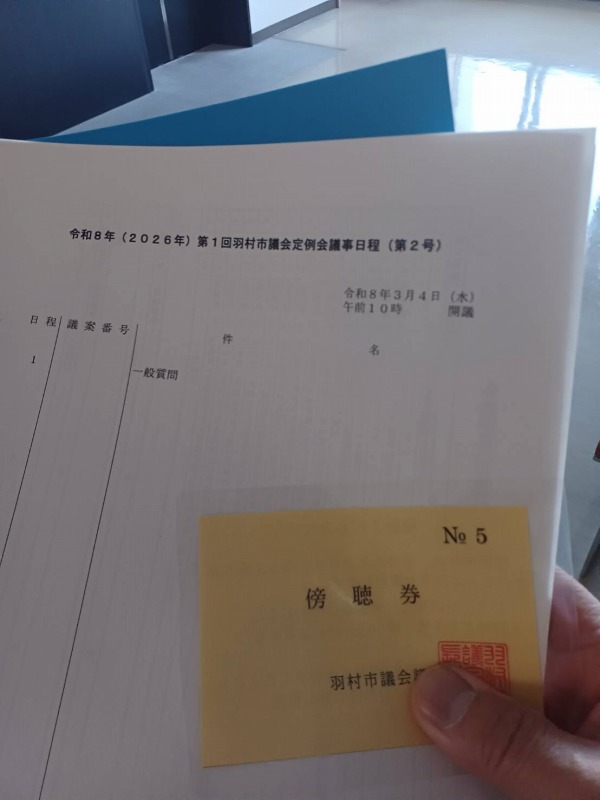 令和８年（２０２６年）第１回羽村市議会定例会議事日程（第２号）
令和８年３月４日（水）
午前１０時　開議
日程　議案番号　件名
1　一般質問
№ 5
傍聴券
羽村市議会議